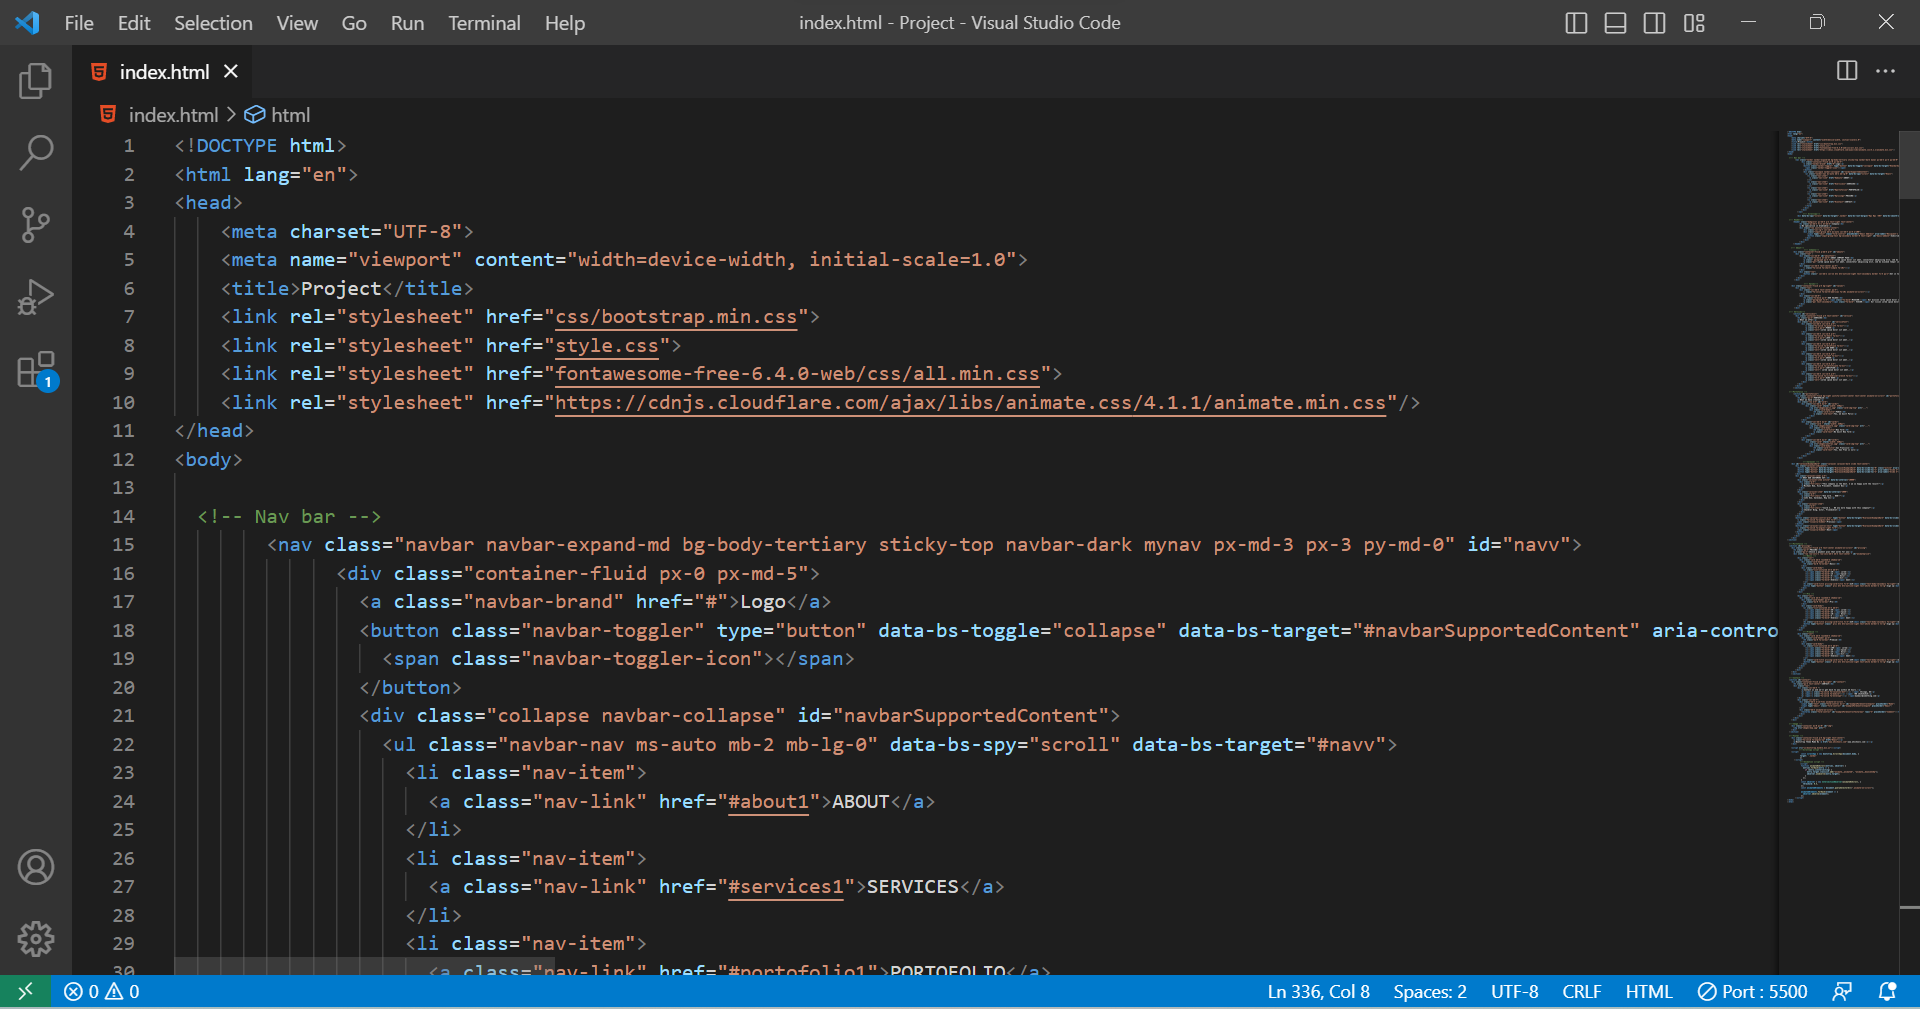 File Edit Selection View Go Run Terminal Help index.html - Project - Visual Studio Code
index.html
index.html > html
1 <!DOCTYPE html>
2 <html lang="en">
3 <head>
4 <meta charset="UTF-8">
5 <meta name="viewport" content="width=device-width, initial-scale=1.0">
6 <title>Project</title>
7 <link rel="stylesheet" href="css/bootstrap.min.css">
8 <link rel="stylesheet" href="style.css">
9 <link rel="stylesheet" href="fontawesome-free-6.4.0-web/css/all.min.css">
10 <link rel="stylesheet" href="https://cdnjs.cloudflare.com/ajax/libs/animate.css/4.1.1/animate.min.css"/>
11 </head>
12 <body>
13
14 <!-- Nav bar -->
15 <nav class="navbar navbar-expand-md bg-body-tertiary sticky-top navbar-dark mynav px-md-3 px-3 py-md-0" id="navv">
16 <div class="container-fluid px-0 px-md-5">
17 <a class="navbar-brand" href="#">Logo</a>
18 <button class="navbar-toggler" type="button" data-bs-toggle="collapse" data-bs-target="#navbarSupportedContent" aria-contro
19 <span class="navbar-toggler-icon"></span>
20 </button>
21 <div class="collapse navbar-collapse" id="navbarSupportedContent">
22 <ul class="navbar-nav ms-auto mb-2 mb-lg-0" data-bs-spy="scroll" data-bs-target="#navv">
23 <li class="nav-item">
24 <a class="nav-link" href="#about1">ABOUT</a>
25 </li>
26 <li class="nav-item">
27 <a class="nav-link" href="#services1">SERVICES</a>
28 </li>
29 <li class="nav-item">
30 <a class="nav-link" href="#portofolio1">PORTOFOLIO</a>
1
0 0 Ln 336, Col 8 Spaces: 2 UTF-8 CRLF HTML Port : 5500